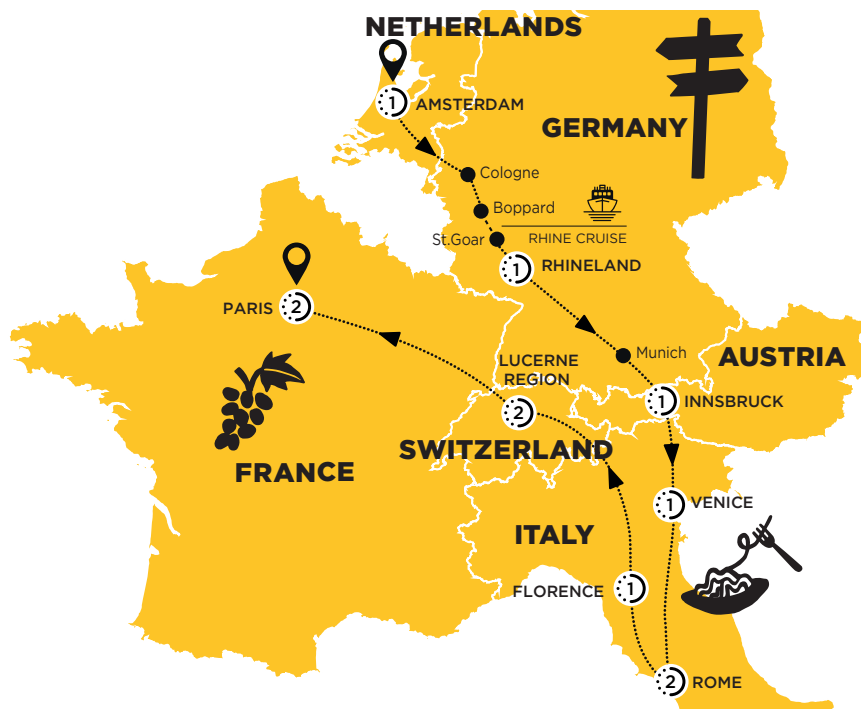 NETHERLANDS
1
AMSTERDAM
GERMANY
Cologne
Boppard
St.Goar
RHINE CRUISE
1
RHINELAND
PARIS
2
Munich
LUCERNE
REGION
AUSTRIA
2
1
INNSBRUCK
SWITZERLAND
FRANCE
1
VENICE
ITALY
FLORENCE
1
2
ROME